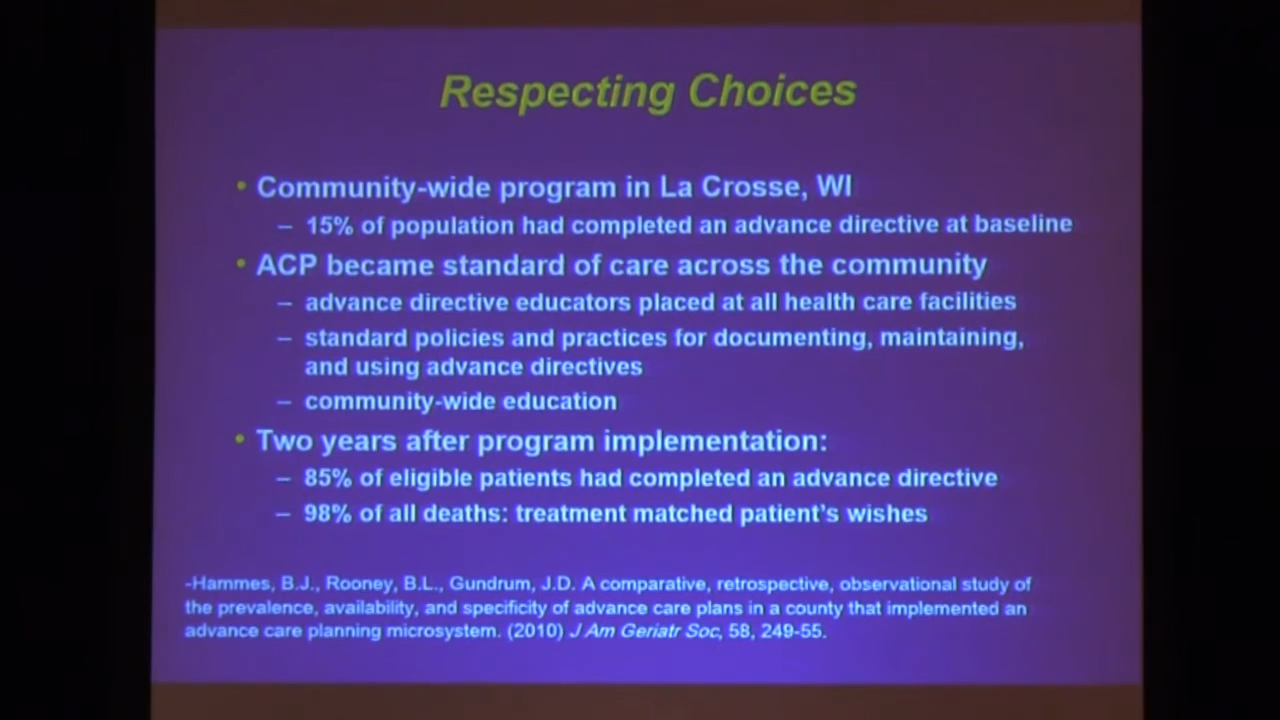 Respecting Choices
• Community-wide program in La Crosse, WI
– 15% of population had completed an advance directive at baseline
• ACP became standard of care across the community
– advance directive educators placed at all health care facilities
– standard policies and practices for documenting, maintaining,
and using advance directives
– community-wide education
• Two years after program implementation:
– 85% of eligible patients had completed an advance directive
– 98% of all deaths: treatment matched patient's wishes
-Hammes, B.J., Rooney, B.L., Gundrum, J.D. A comparative, retrospective, observational study of
the prevalence, availability, and specificity of advance care plans in a county that implemented an
advance care planning microsystem. (2010) J Am Geriatr Soc, 58, 249-55.